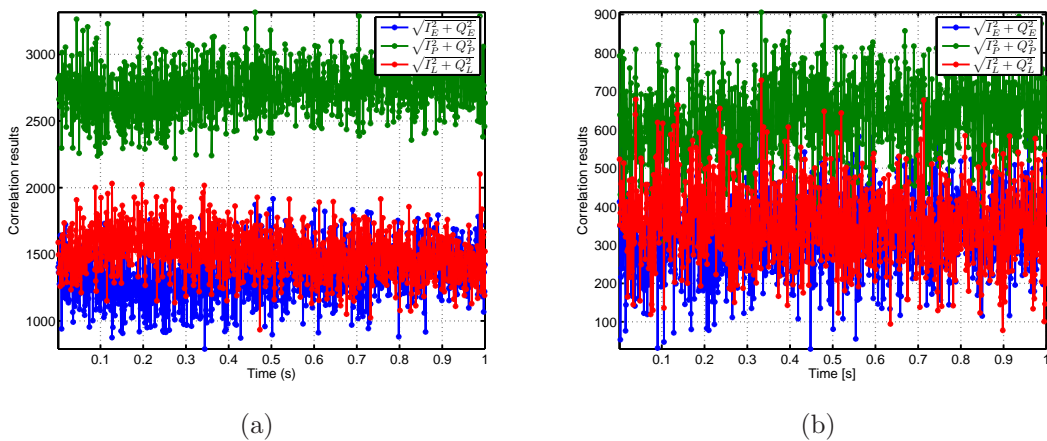 √I_E^2 + Q_E^2
√I_P^2 + Q_P^2
√I_L^2 + Q_L^2
Correlation results
3000
2500
2000
1500
1000
0.1 0.2 0.3 0.4 0.5 0.6 0.7 0.8 0.9 1
Time (s)
(a)
√I_E^2 + Q_E^2
√I_P^2 + Q_P^2
√I_L^2 + Q_L^2
Correlation results
900
800
700
600
500
400
300
200
100
0.1 0.2 0.3 0.4 0.5 0.6 0.7 0.8 0.9 1
Time [s]
(b)